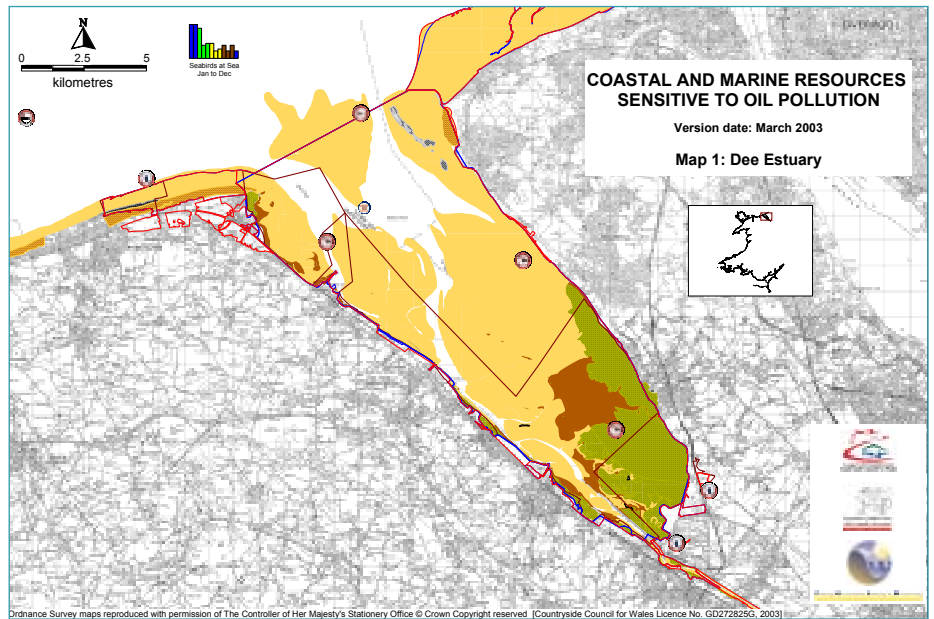 N
0 2.5 5
kilometres
Seabirds at Sea
Jan to Dec
COASTAL AND MARINE RESOURCES
SENSITIVE TO OIL POLLUTION
Version date: March 2003
Map 1: Dee Estuary
Ordnance Survey maps reproduced with permission of The Controller of Her Majesty's Stationery Office © Crown Copyright reserved [Countryside Council for Wales Licence No. GD272825G, 2003]